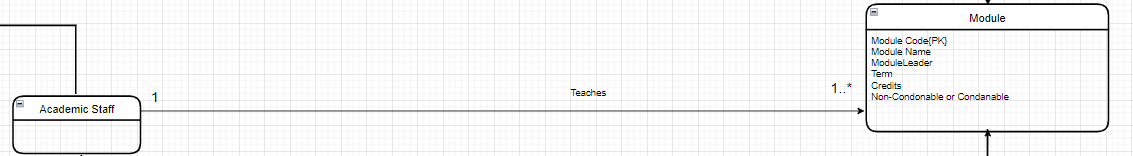 Module
Module Code{PK}
Module Name
ModuleLeader
Term
Credits
Non-Condonable or Condanable
Teaches
1..*
1
Academic Staff